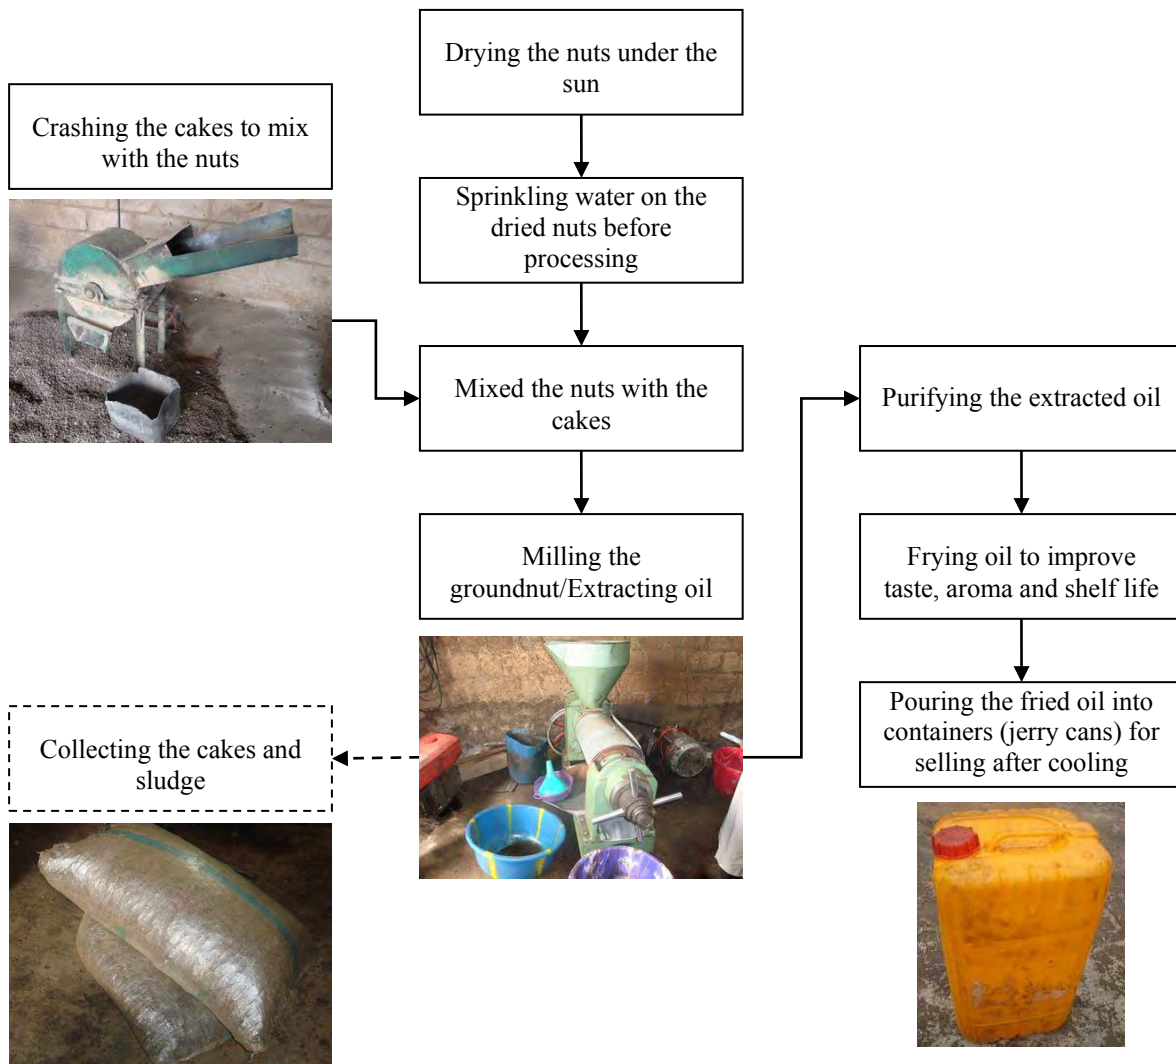 Drying the nuts under the
sun
Crashing the cakes to mix
with the nuts
Sprinkling water on the
dried nuts before
processing
Mixed the nuts with the
cakes
Purifying the extracted oil
Milling the
groundnut/Extracting oil
Frying oil to improve
taste, aroma and shelf life
Collecting the cakes and
sludge
Pouring the fried oil into
containers (jerry cans) for
selling after cooling